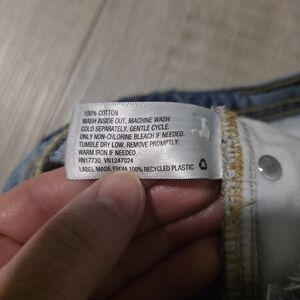 100% COTTON
WASH INSIDE OUT. MACHINE WASH
COLD SEPARATELY. GENTLE CYCLE.
ONLY NON-CHLORINE BLEACH IF NEEDED.
TUMBLE DRY LOW. REMOVE PROMPTLY.
WARM IRON IF NEEDED.
RN17730 VN1247024
LABEL MADE FROM 100% RECYCLED PLASTIC